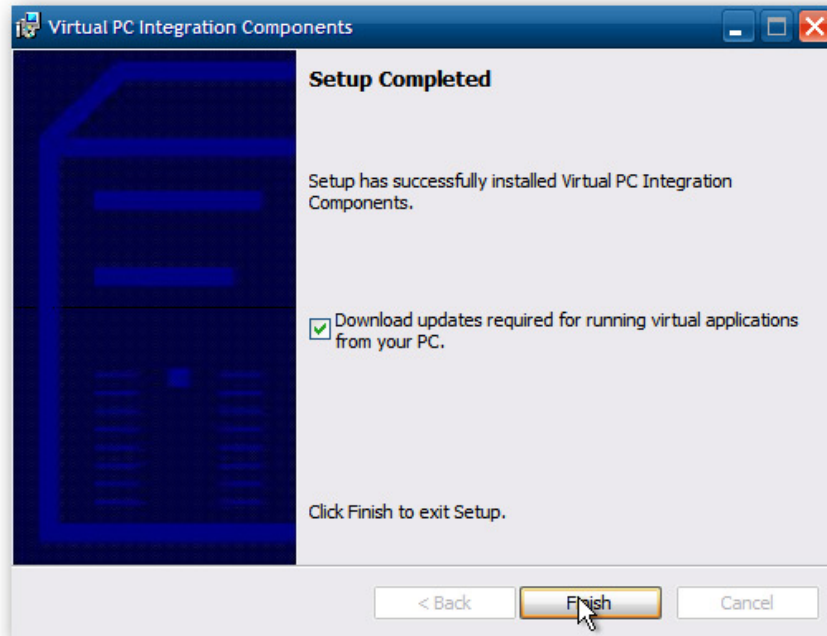 Virtual PC Integration Components
Setup Completed
Setup has successfully installed Virtual PC Integration
Components.
Download updates required for running virtual applications
from your PC.
Click Finish to exit Setup.
< Back
Finish
Cancel